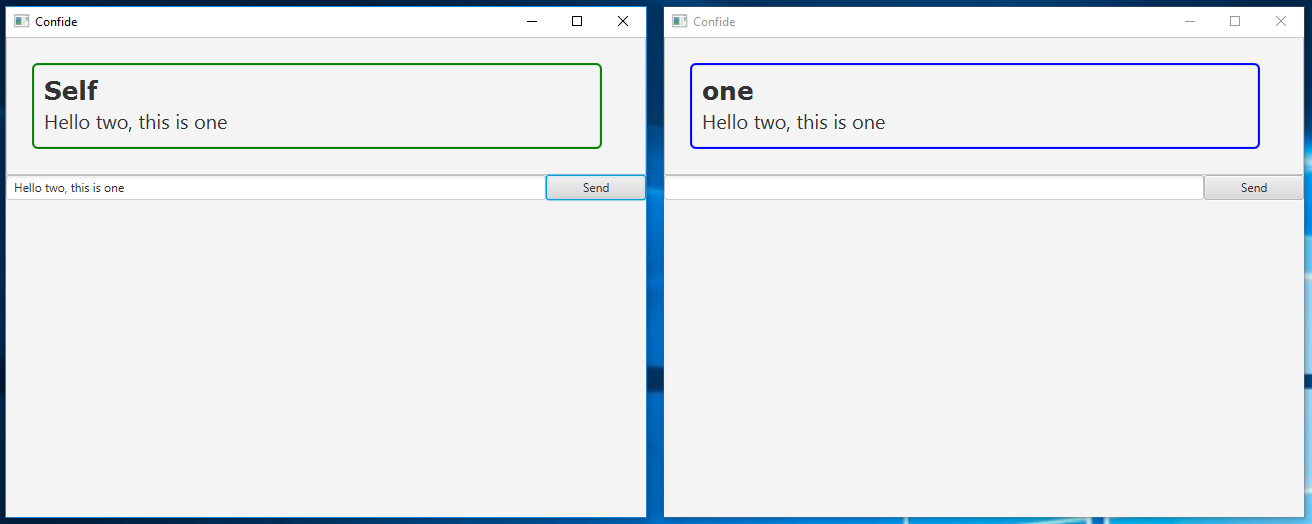 Confide
Self
Hello two, this is one
Hello two, this is one
Send
Confide
one
Hello two, this is one
Send